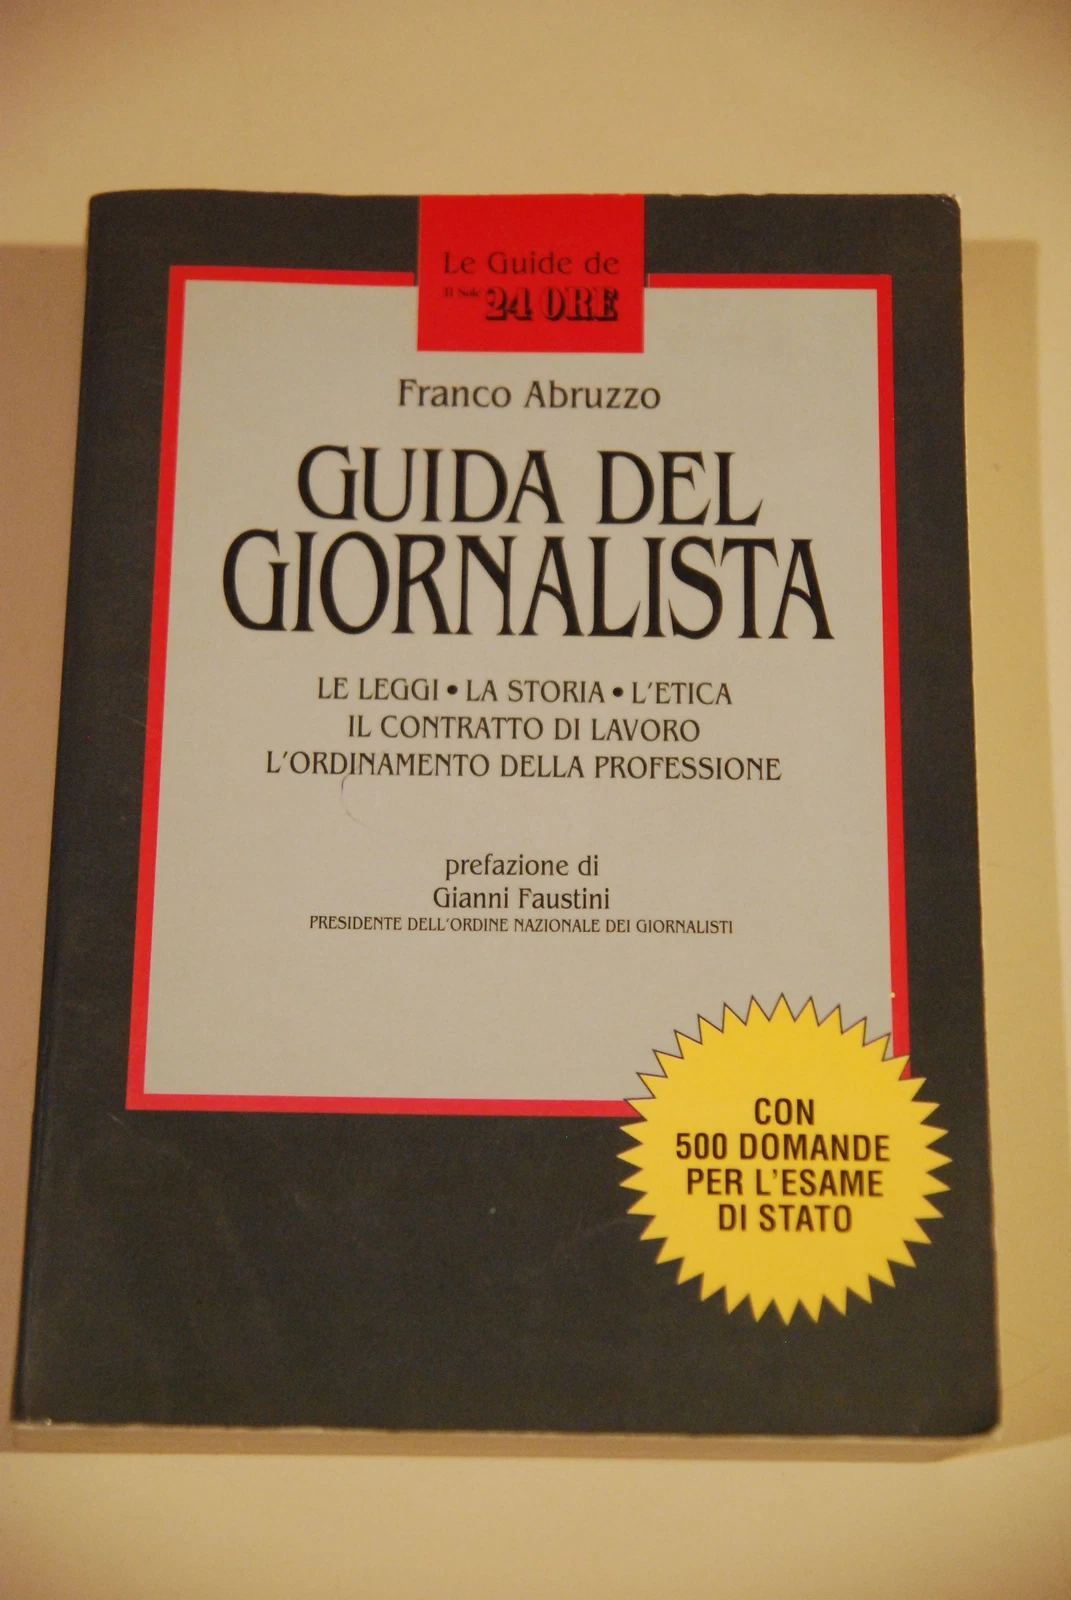 Le Guide de
Il Sole 24 ORE
Franco Abruzzo
GUIDA DEL
GIORNALISTA
LE LEGGI • LA STORIA • L'ETICA
IL CONTRATTO DI LAVORO
L'ORDINAMENTO DELLA PROFESSIONE
prefazione di
Gianni Faustini
PRESIDENTE DELL'ORDINE NAZIONALE DEI GIORNALISTI
CON
500 DOMANDE
PER L'ESAME
DI STATO